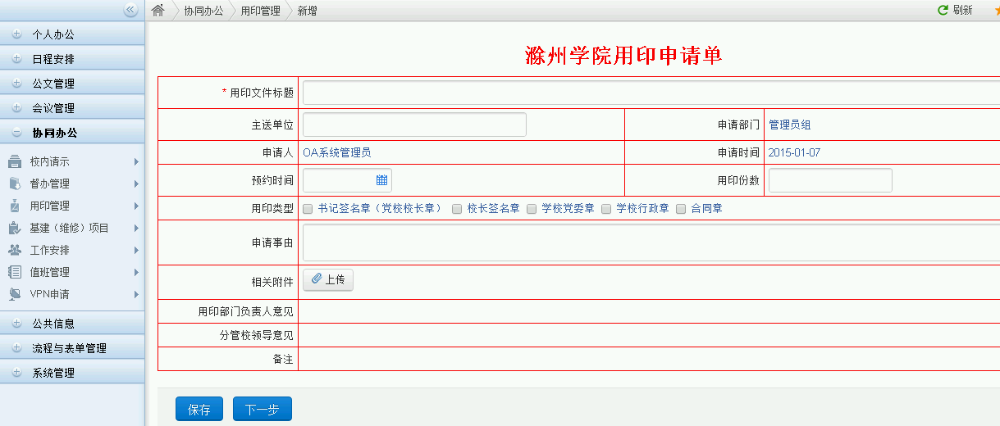 协同办公 用印管理 新增 刷新
个人办公
日程安排
公文管理
会议管理
协同办公
校内请示
督办管理
用印管理
基建（维修）项目
工作安排
值班管理
VPN申请
公共信息
流程与表单管理
系统管理
滁州学院用印申请单
* 用印文件标题
主送单位 申请部门 管理员组
申请人 OA系统管理员 申请时间 2015-01-07
预约时间 用印份数
用印类型 书记签名章（党校校长章） 校长签名章 学校党委章 学校行政章 合同章
申请事由
相关附件 上传
用印部门负责人意见
分管校领导意见
备注
保存 下一步